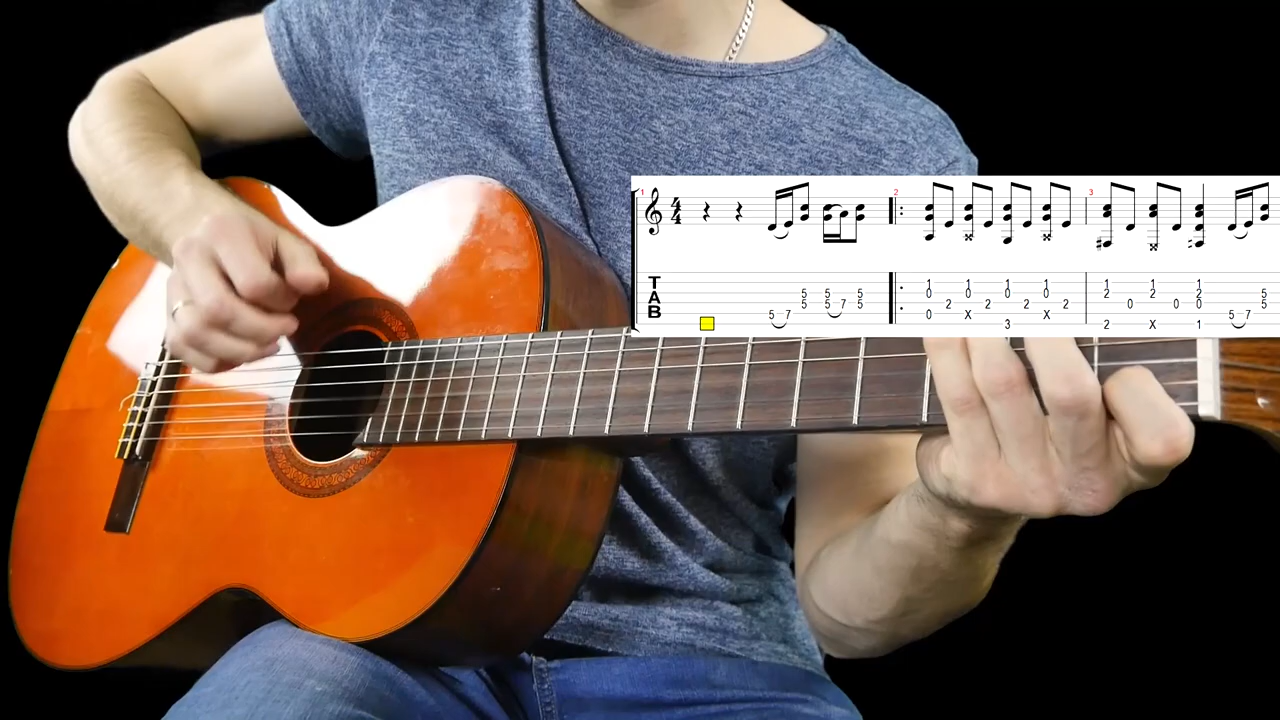 1 2 3
4
4
T 1 1 1 1 1 1 1
5 5 5 0 0 0 0 2 2 2 5
A 5 5 7 5 2 2 2 2 0 0 0 5
B 5 7 0 X X 5 7
3 2 X 1